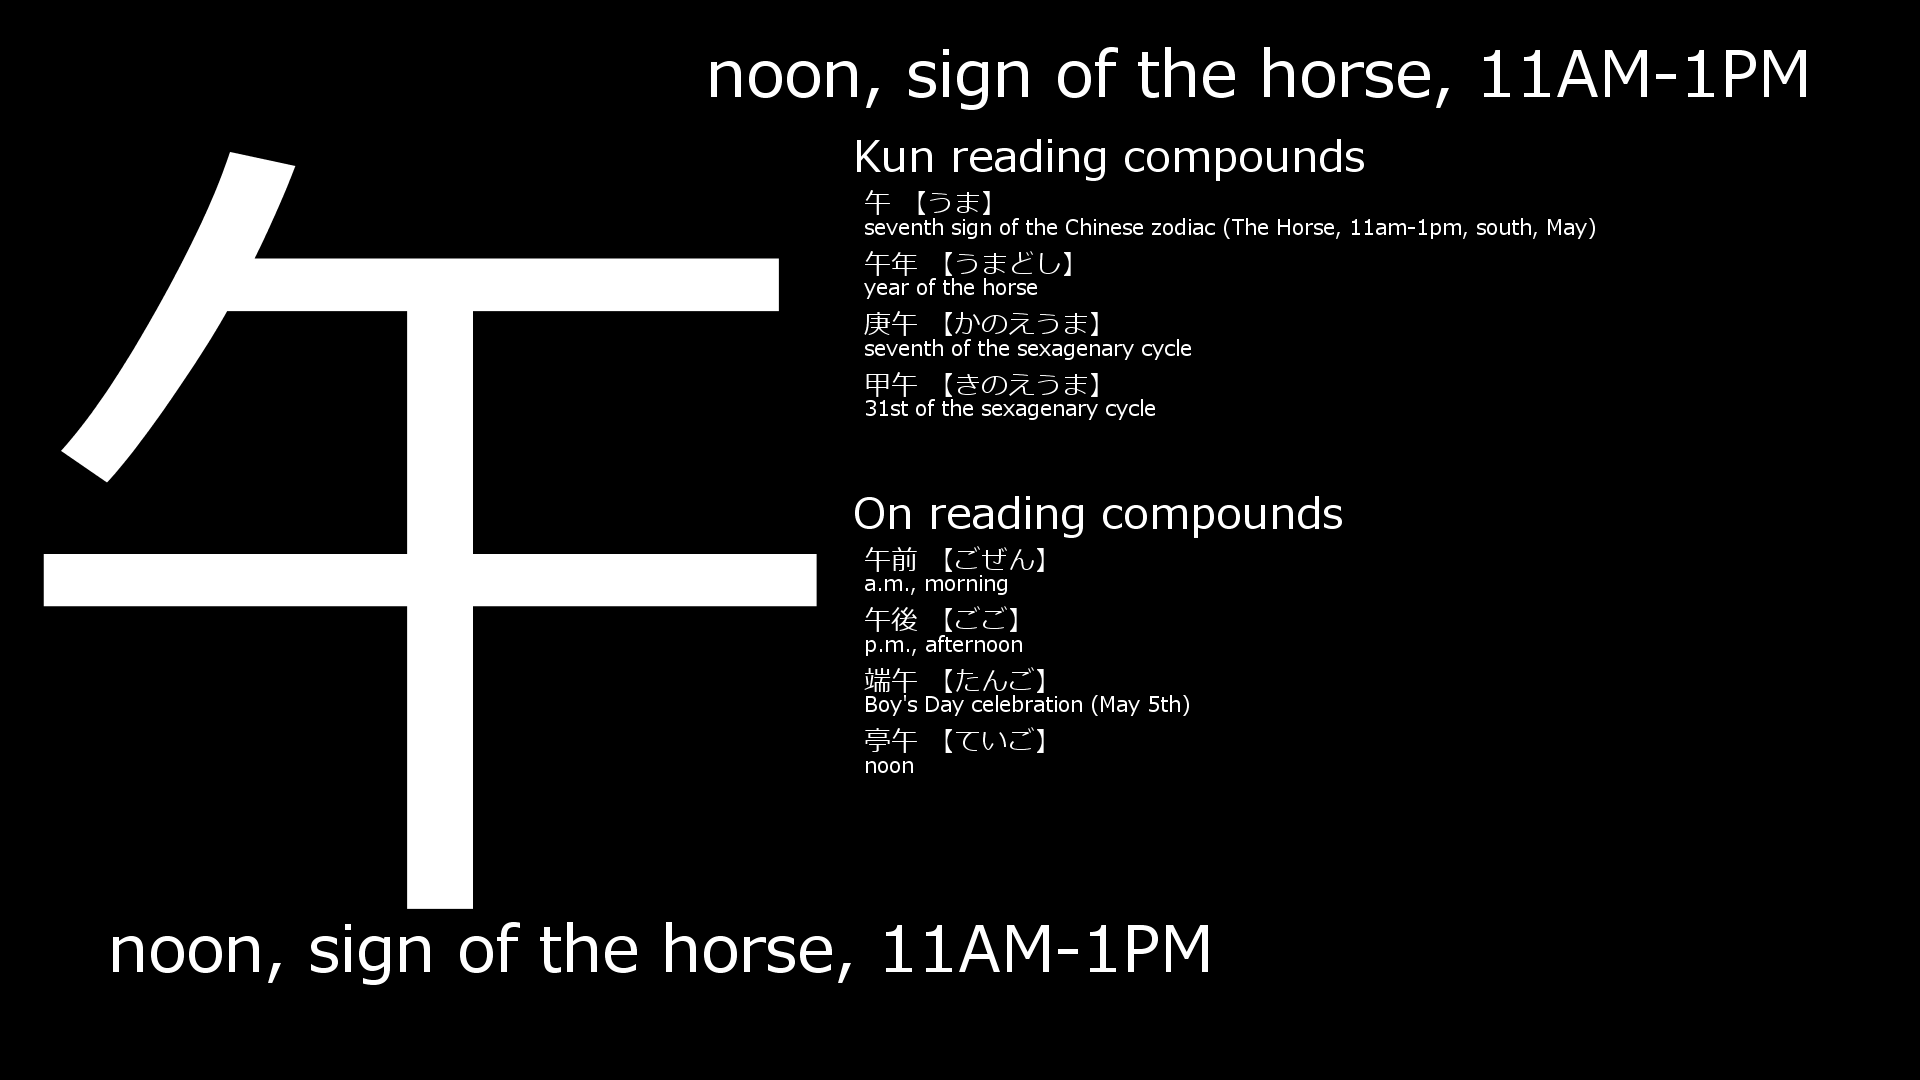 noon, sign of the horse, 11AM-1PM
午
Kun reading compounds
午 【うま】
seventh sign of the Chinese zodiac (The Horse, 11am-1pm, south, May)
午年 【うまどし】
year of the horse
庚午 【かのえうま】
seventh of the sexagenary cycle
甲午 【きのえうま】
31st of the sexagenary cycle
On reading compounds
午前 【ごぜん】
a.m., morning
午後 【ごご】
p.m., afternoon
端午 【たんご】
Boy's Day celebration (May 5th)
亭午 【ていご】
noon
noon, sign of the horse, 11AM-1PM